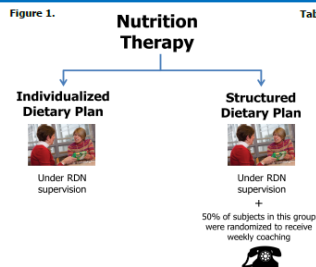 Figure 1.
Tab
Nutrition
Therapy
Individualized
Dietary Plan
Structured
Dietary Plan
Under RDN
supervision
Under RDN
supervision
+
50% of subjects in this group
were randomized to receive
weekly coaching